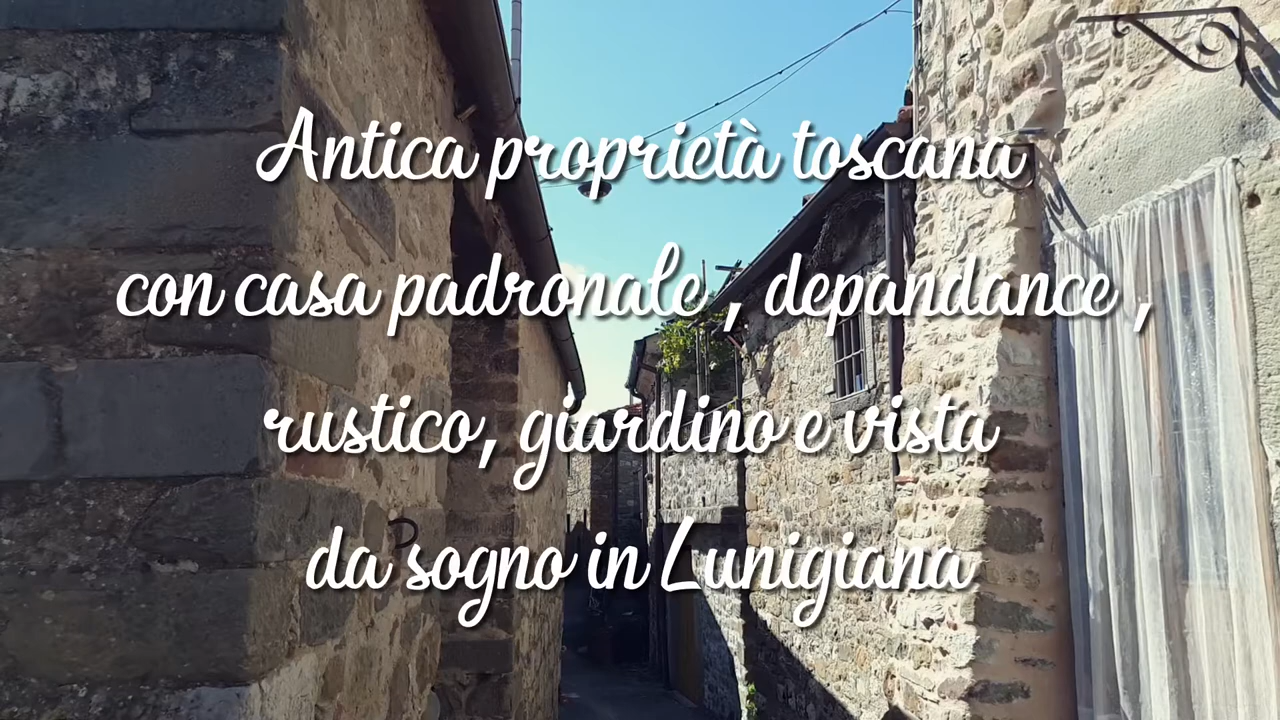 Antica proprietà toscana
con casa padronale , depandance ,
rustico, giardino e vista
da sogno in Lunigiana
P